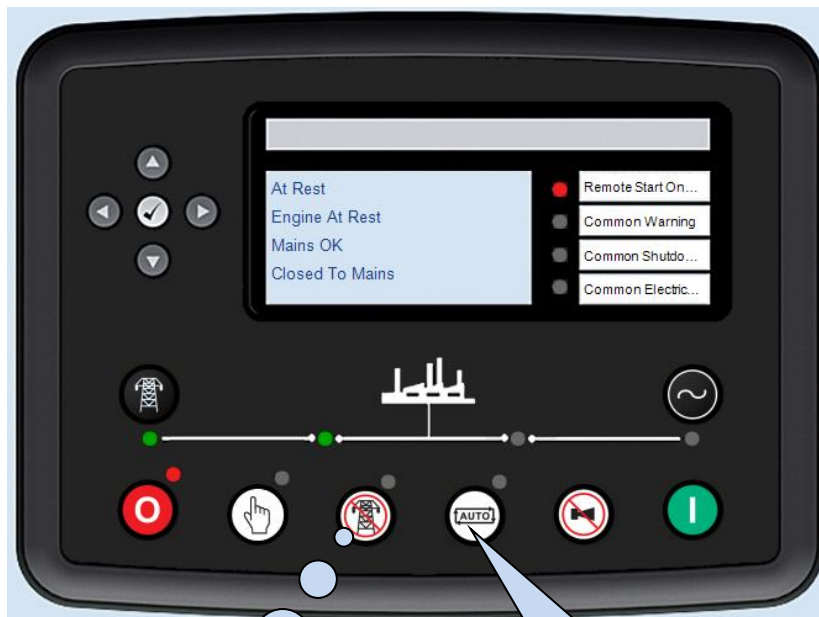 At Rest
Engine At Rest
Mains OK
Closed To Mains
Remote Start On...
Common Warning
Common Shutdo...
Common Electric...
O
AUTO
I